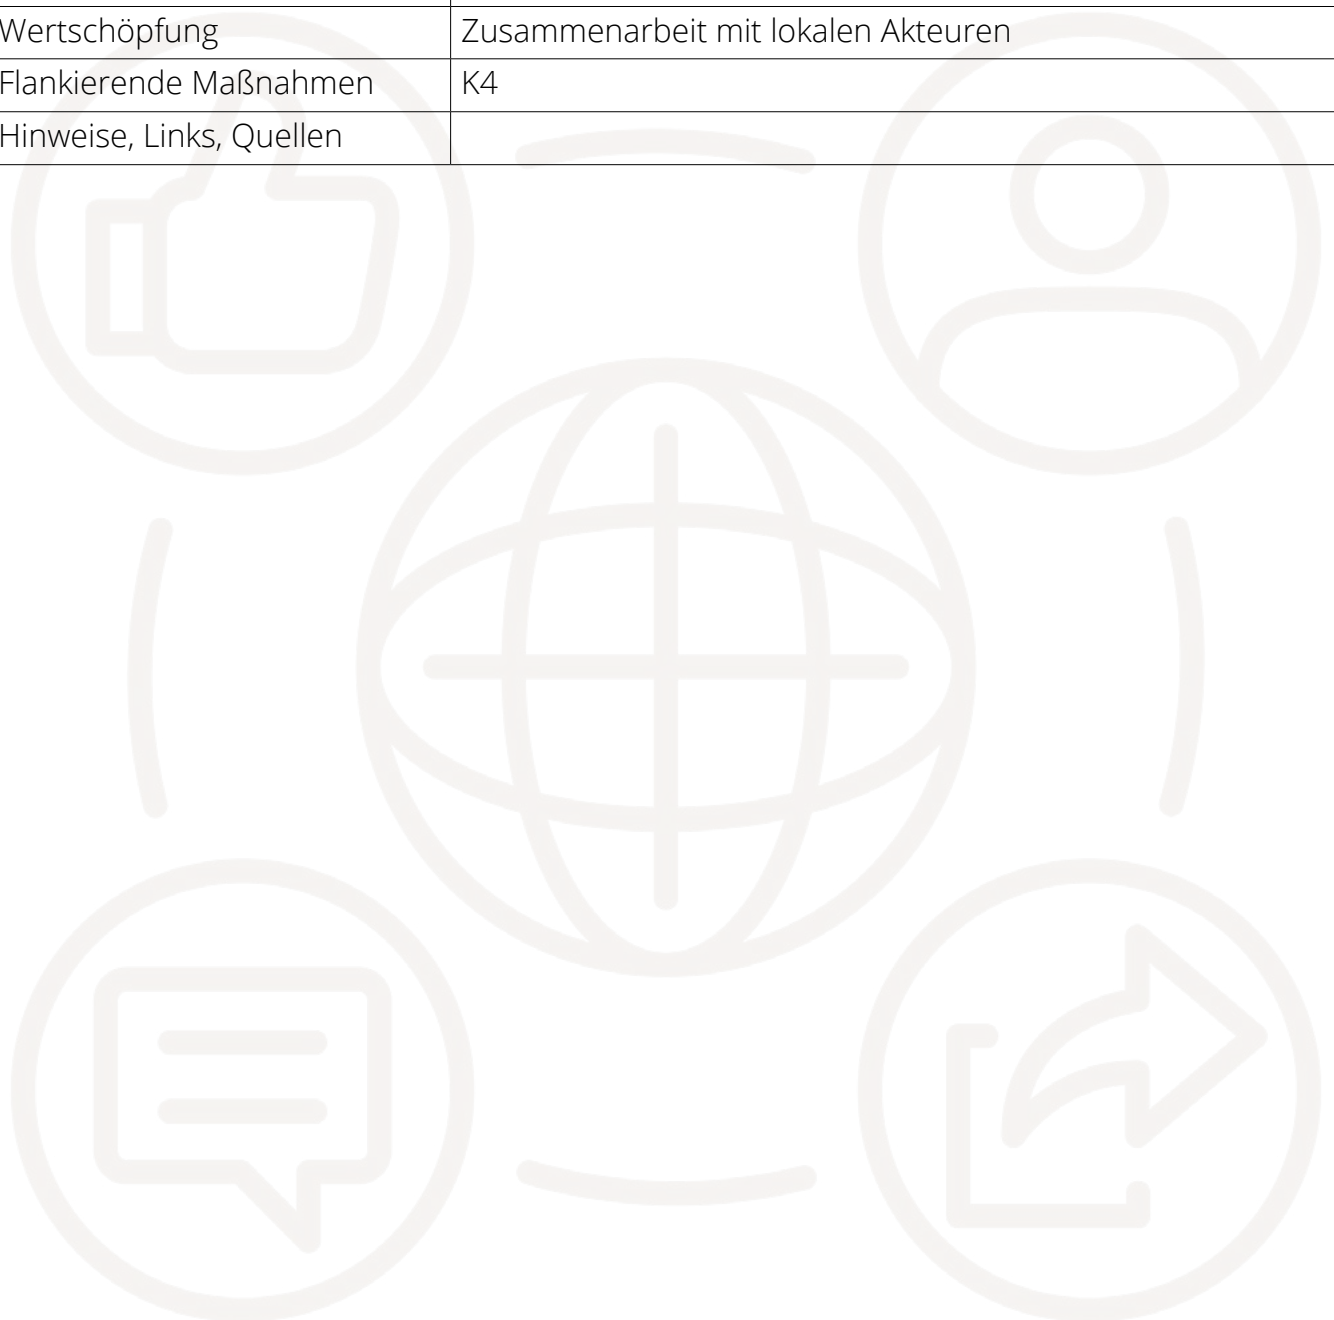 Wertschöpfung Zusammenarbeit mit lokalen Akteuren
Flankierende Maßnahmen K4
Hinweise, Links, Quellen